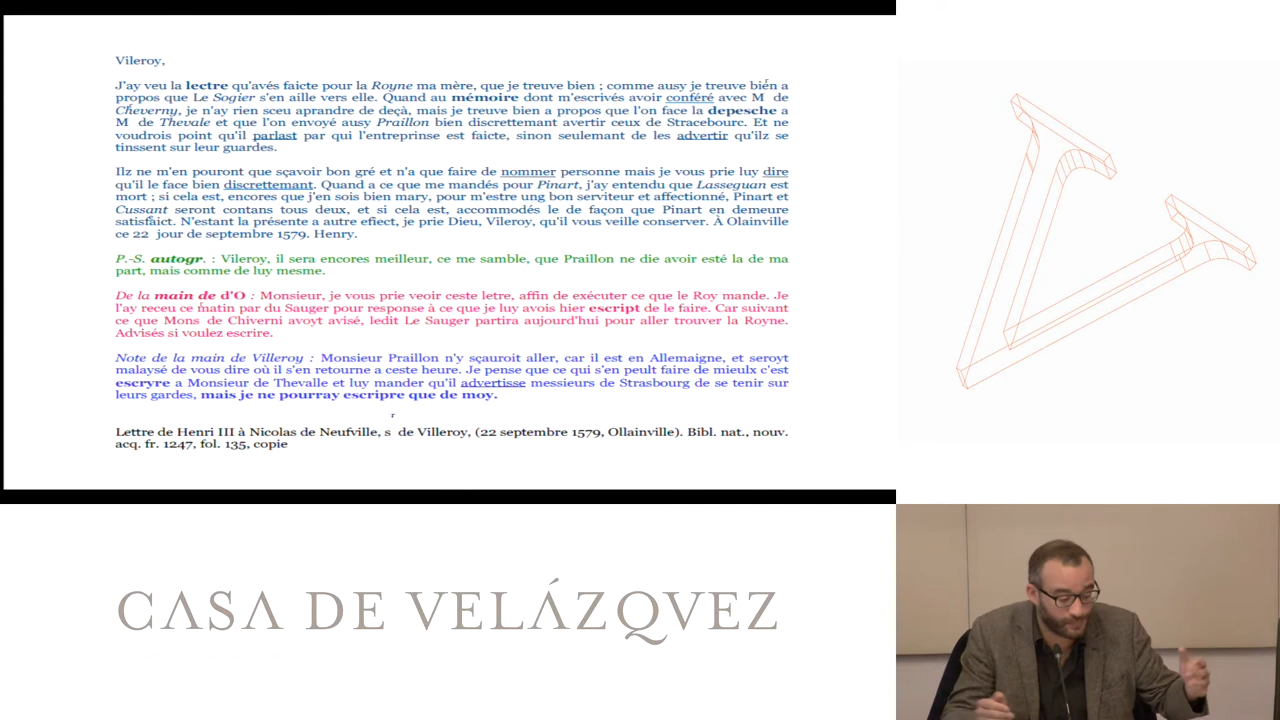 Vileroy,
J'ay veu la lectre qu'avés faicte pour la Royne ma mère, que je treuve bien ; comme ausy je treuve bien a
propos que Le Sogier s'en aille vers elle. Quand au mémoire dont m'escrivés avoir conféré avec M r de
Cheverny, je n'ay rien sceu aprandre de deçà, mais je treuve bien a propos que l'on face la depesche a
M r de Thevale et que l'on envoyé ausy Praillon bien discrettemant avertir ceux de Stracebourc. Et ne
voudrois point qu'il parlast par qui l'entreprinse est faicte, sinon seulemant de les advertir qu'ilz se
tinssent sur leur guardes.
Ilz ne m'en pouront que sçavoir bon gré et n'a que faire de nommer personne mais je vous prie luy dire
qu'il le face bien discrettemant. Quand a ce que me mandés pour Pinart, j'ay entendu que Lasseguan est
mort ; si cela est, encores que j'en sois bien mary, pour m'estre ung bon serviteur et affectionné, Pinart et
Cussant seront contans tous deux, et si cela est, accommodés le de façon que Pinart en demeure
satisfaict. N'estant la présente a autre efiect, je prie Dieu, Vileroy, qu'il vous veille conserver. À Olainville
ce 22 jour de septembre 1579. Henry.
P.-S. autogr. : Vileroy, il sera encores meilleur, ce me samble, que Praillon ne die avoir esté la de ma
part, mais comme de luy mesme.
De la main de d'O : Monsieur, je vous prie veoir ceste letre, affin de exécuter ce que le Roy mande. Je
l'ay receu ce matin par du Sauger pour response à ce que je luy avois hier escript de le faire. Car suivant
ce que Mons r de Chiverni avoyt avisé, ledit Le Sauger partira aujourd'hui pour aller trouver la Royne.
Advisés si voulez escrire.
Note de la main de Villeroy : Monsieur Praillon n'y sçauroit aller, car il est en Allemaigne, et seroyt
malaysé de vous dire où il s'en retourne a ceste heure. Je pense que ce qui s'en peult faire de mieulx c'est
escryre a Monsieur de Thevalle et luy mander qu'il advertisse messieurs de Strasbourg de se tenir sur
leurs gardes, mais je ne pourray escripre que de moy.
Lettre de Henri III à Nicolas de Neufville, s r de Villeroy, (22 septembre 1579, Ollainville). Bibl. nat., nouv.
acq. fr. 1247, fol. 135, copie
CASA DE VELÁZQVEZ